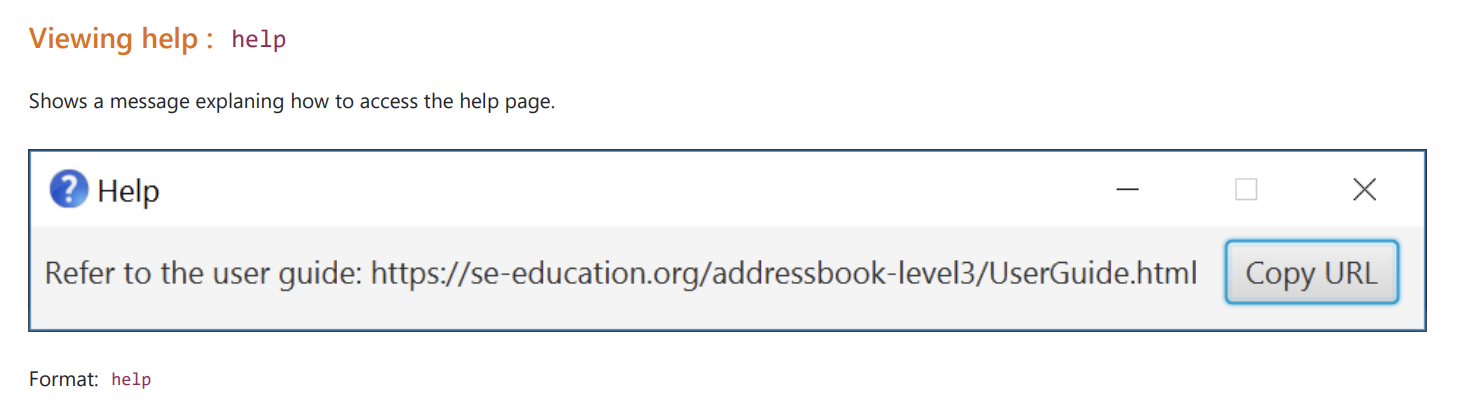 Viewing help : help
Shows a message explaning how to access the help page.
Help
Refer to the user guide: https://se-education.org/addressbook-level3/UserGuide.html Copy URL
Format: help